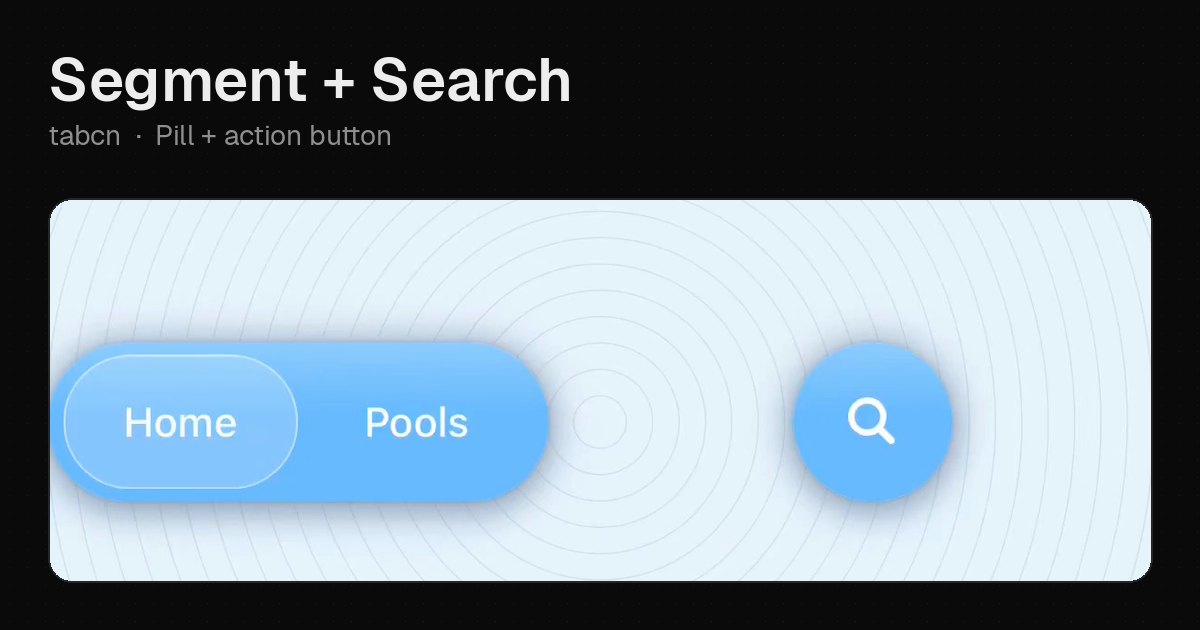 Segment + Search
tabcn · Pill + action button
Home
Pools